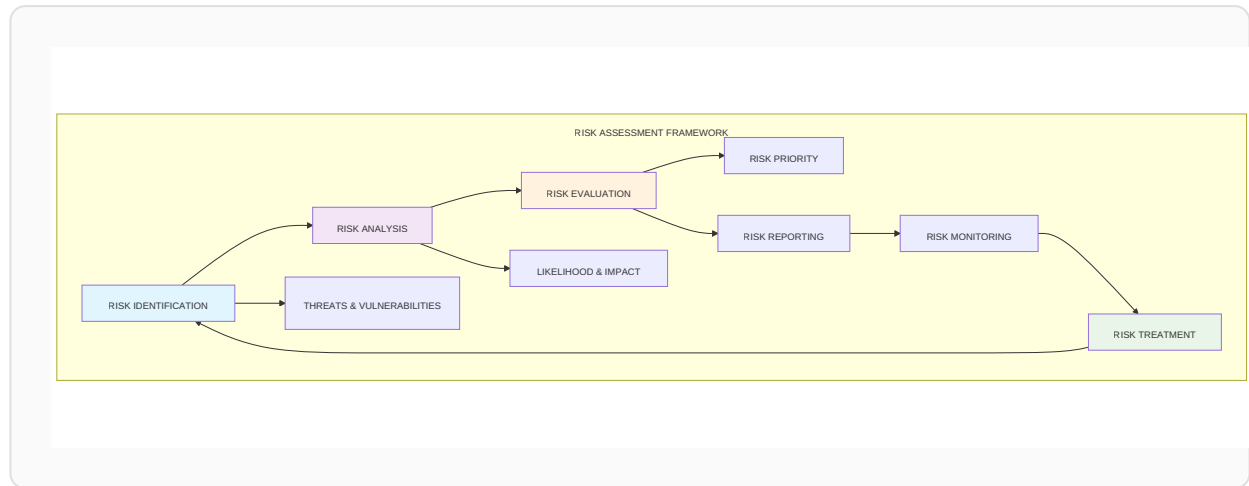 RISK ASSESSMENT FRAMEWORK
RISK PRIORITY
RISK EVALUATION
RISK ANALYSIS
RISK REPORTING
RISK MONITORING
LIKELIHOOD & IMPACT
RISK IDENTIFICATION
THREATS & VULNERABILITIES
RISK TREATMENT